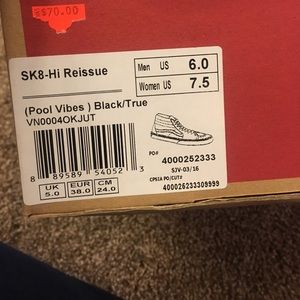 $70.00
SK8-Hi Reissue
Men US 6.0
Women US 7.5
(Pool Vibes ) Black/True
VN0004OKJUT
PO#
4000252333
SJV-03/16
CPSIA PO/CUT#
400025233309999
8 89589 54052 3
UK EUR CM
5.0 38.0 24.0